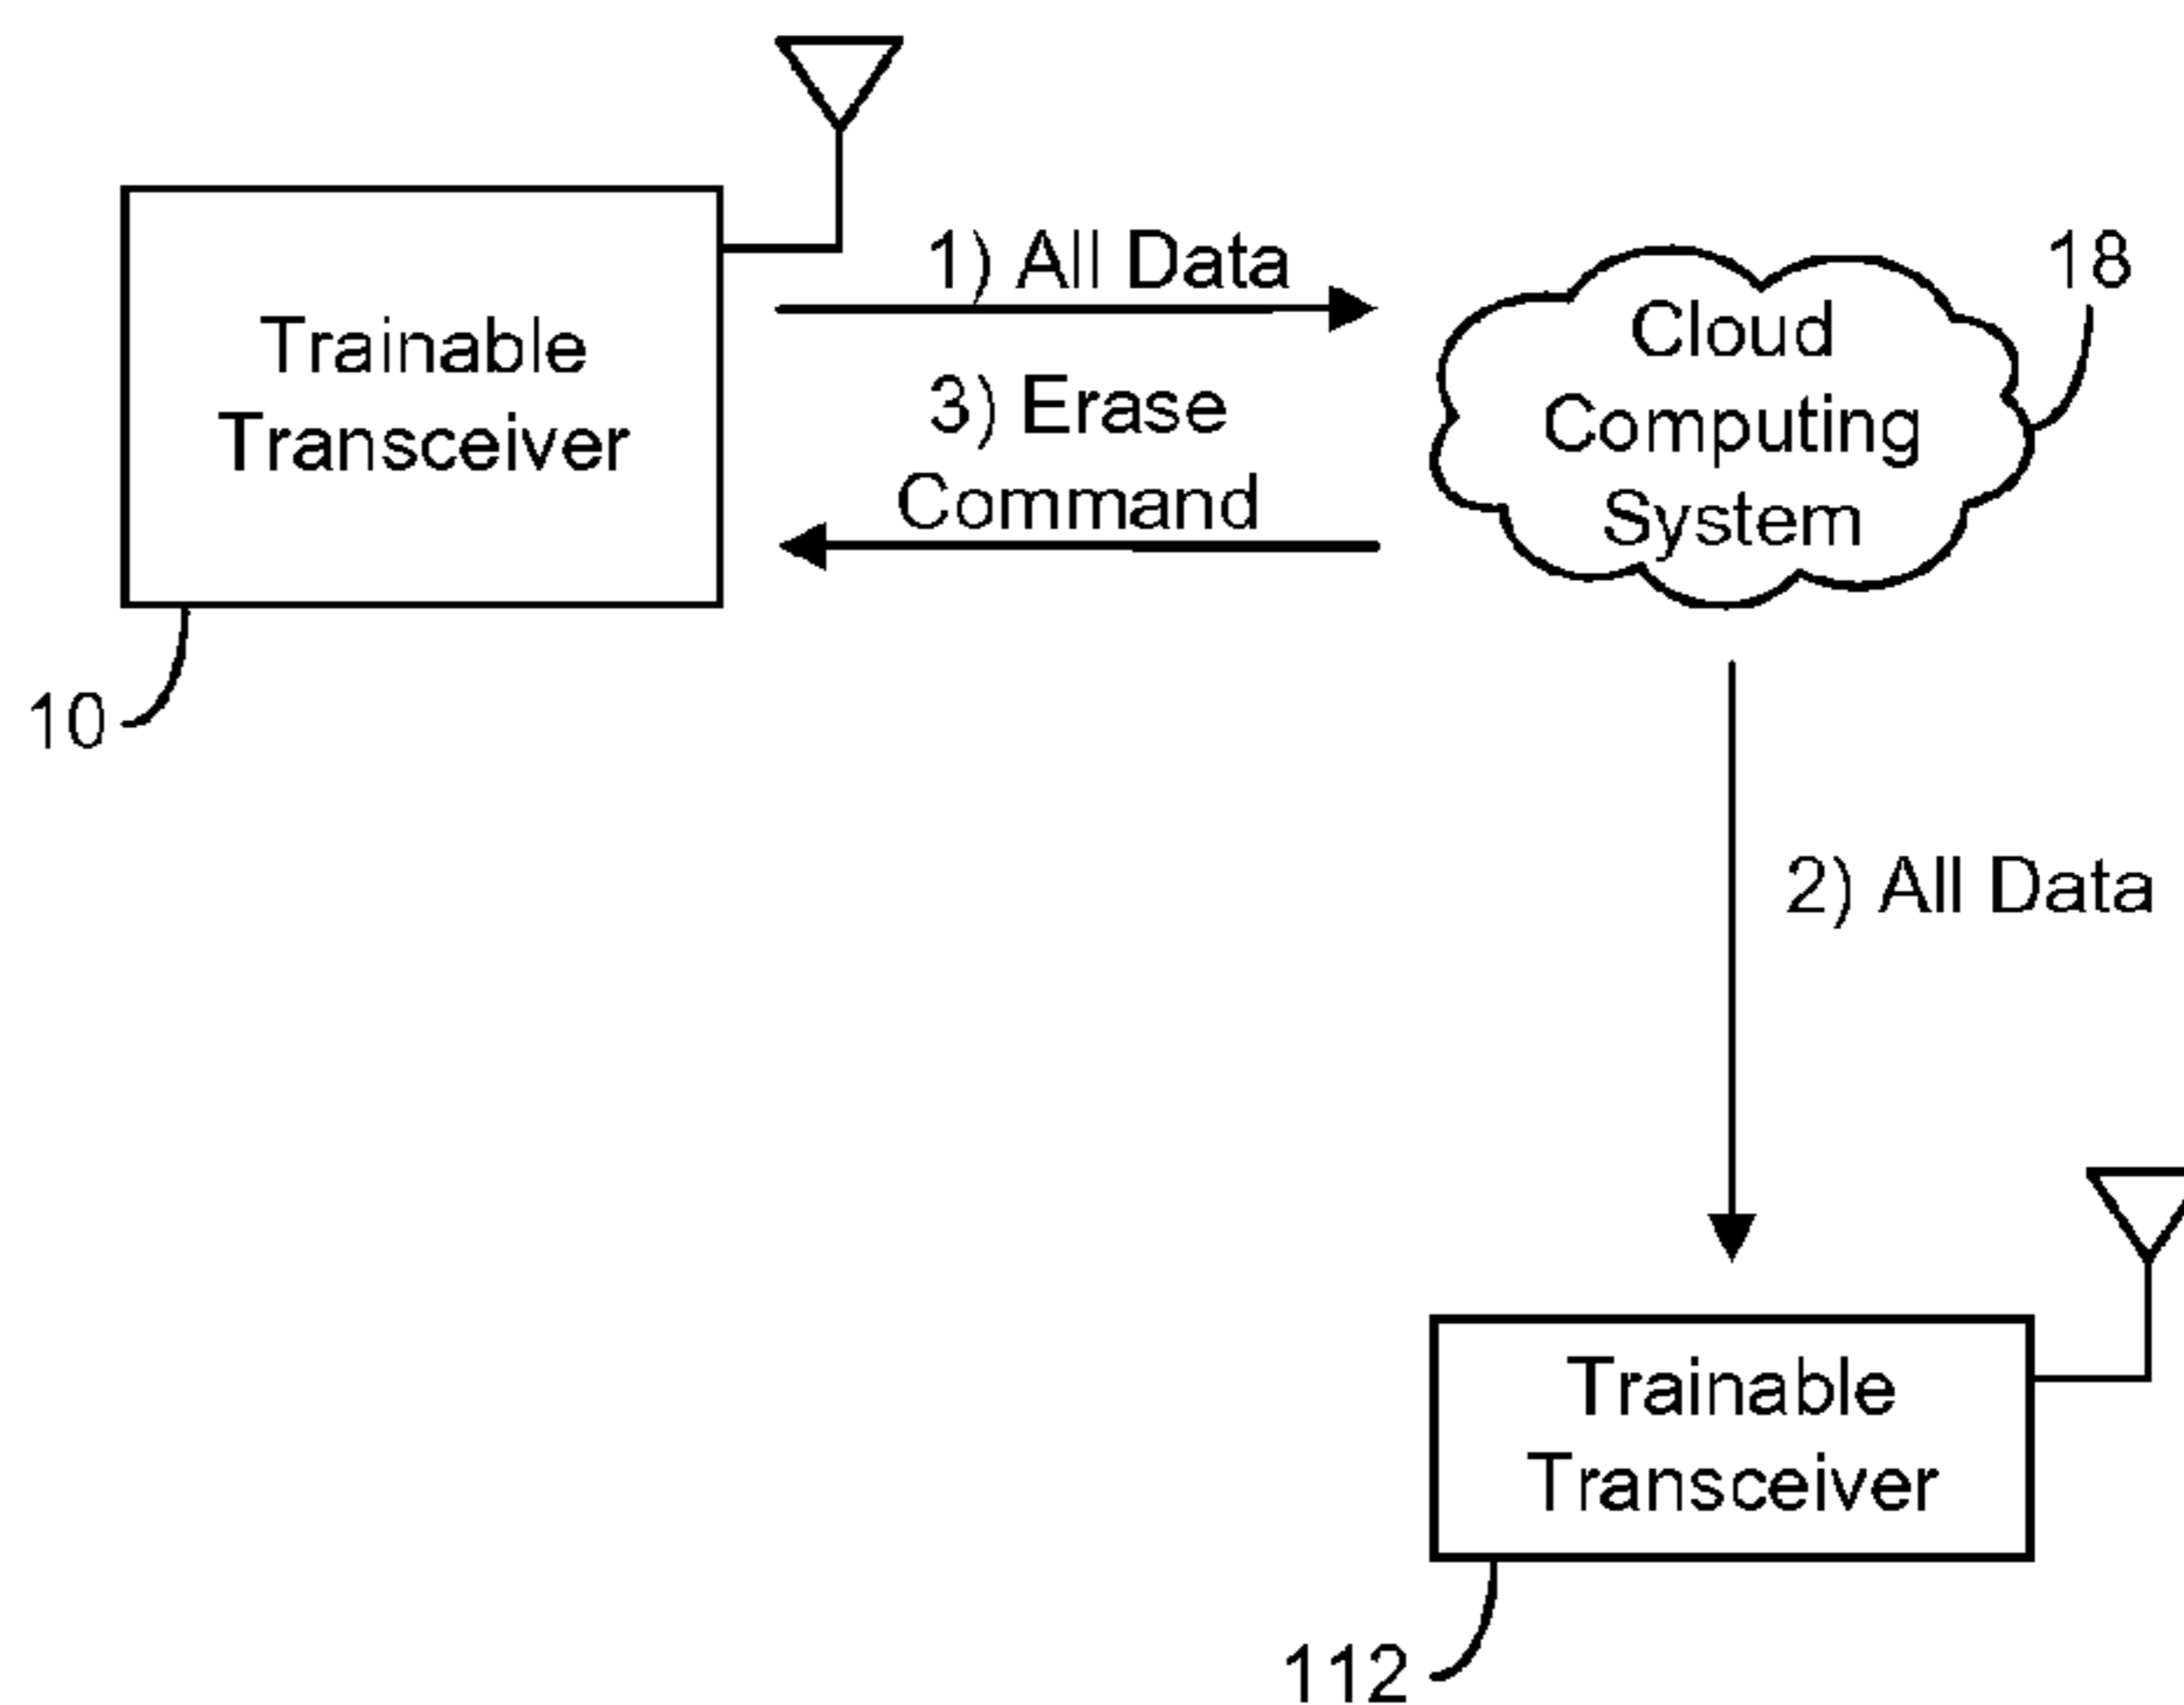 1) All Data
18
Trainable
Transceiver
Cloud
Computing
System
3) Erase
Command
10
2) All Data
Trainable
Transceiver
112